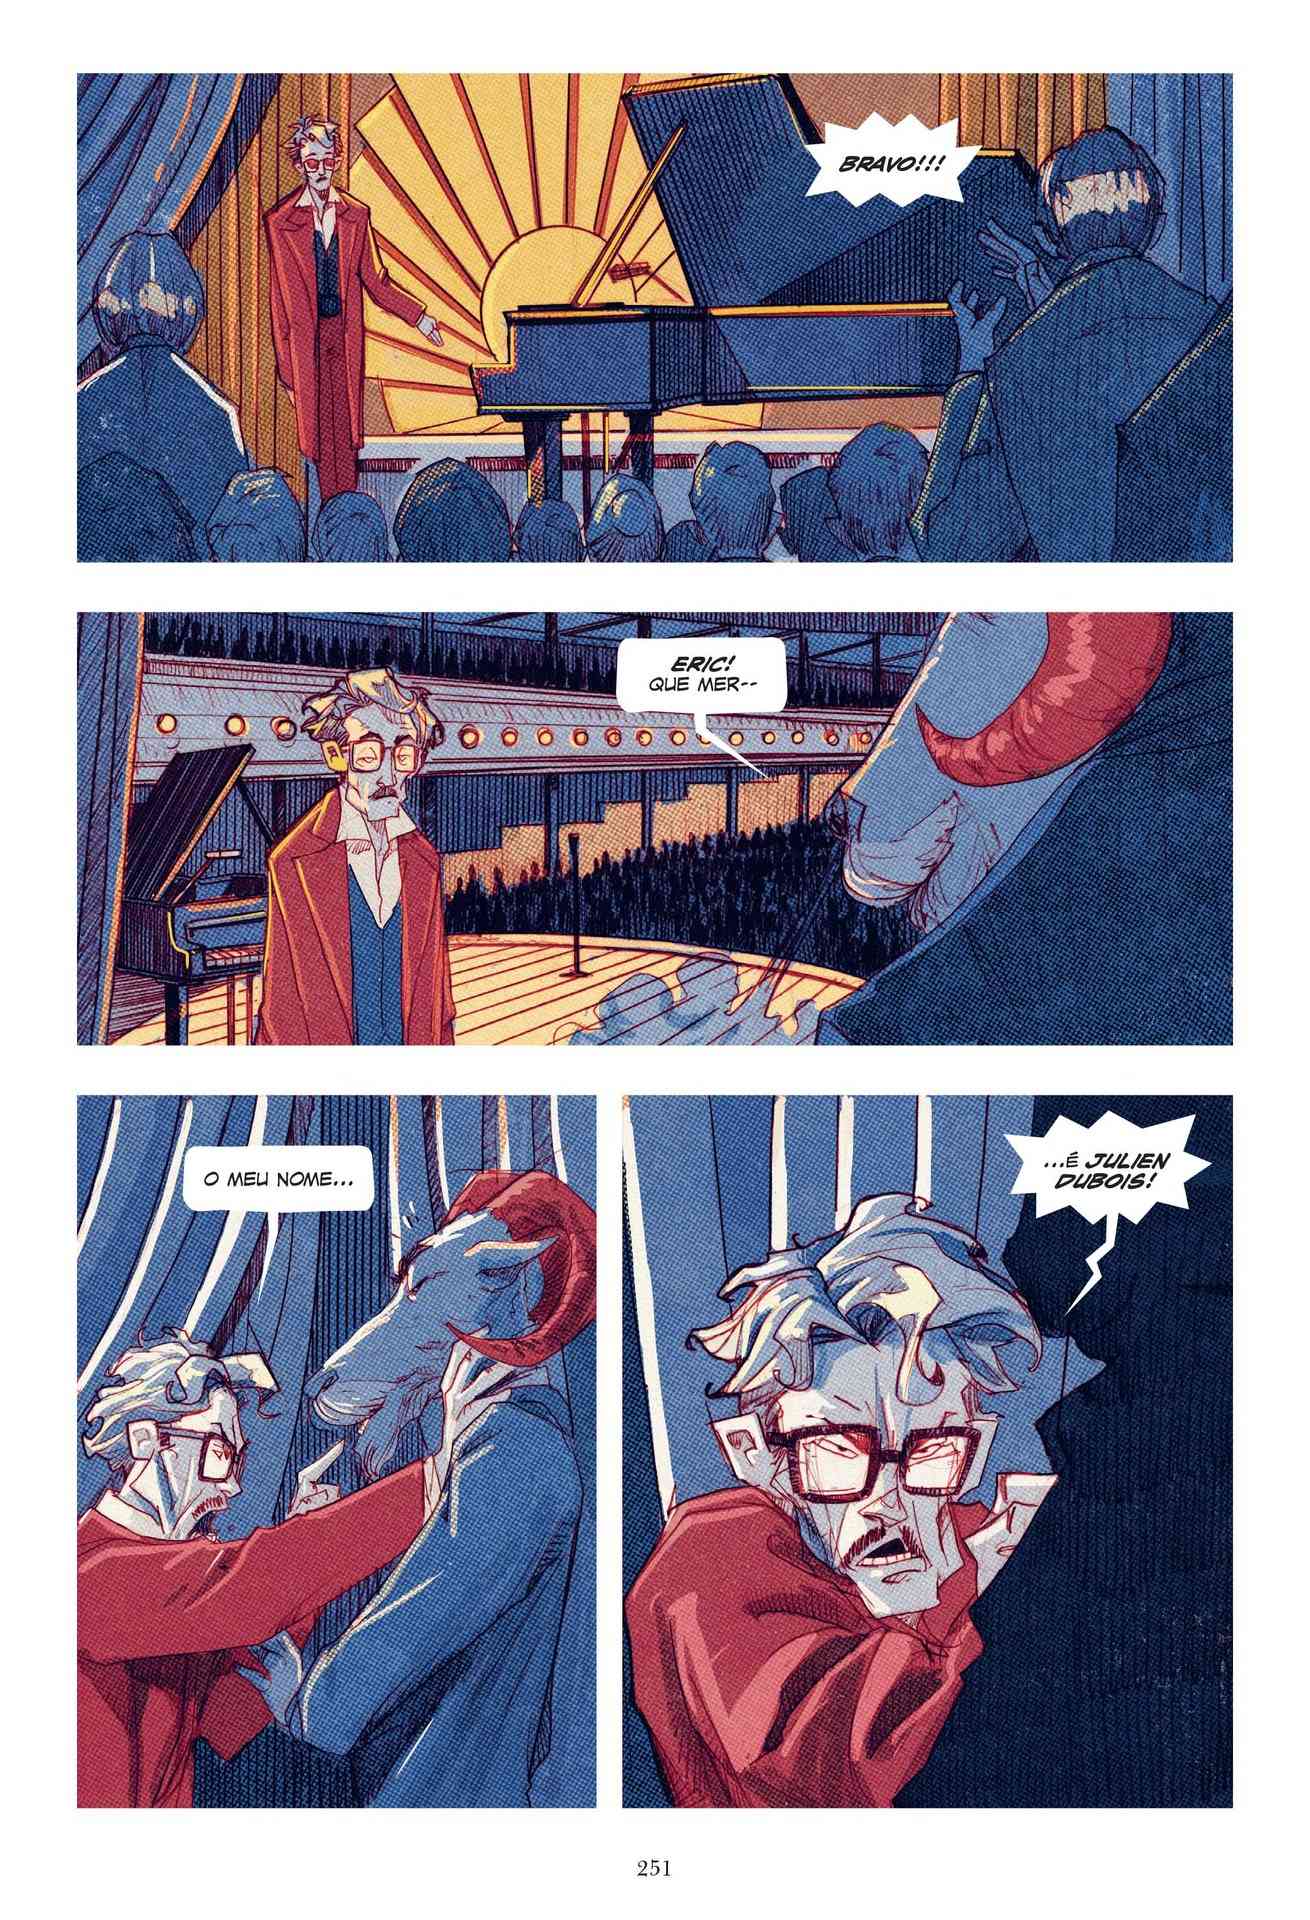 BRAVO!!!
ERIC!
QUE MER--
O MEU NOME...
...É JULIEN
DUBOIS!
251